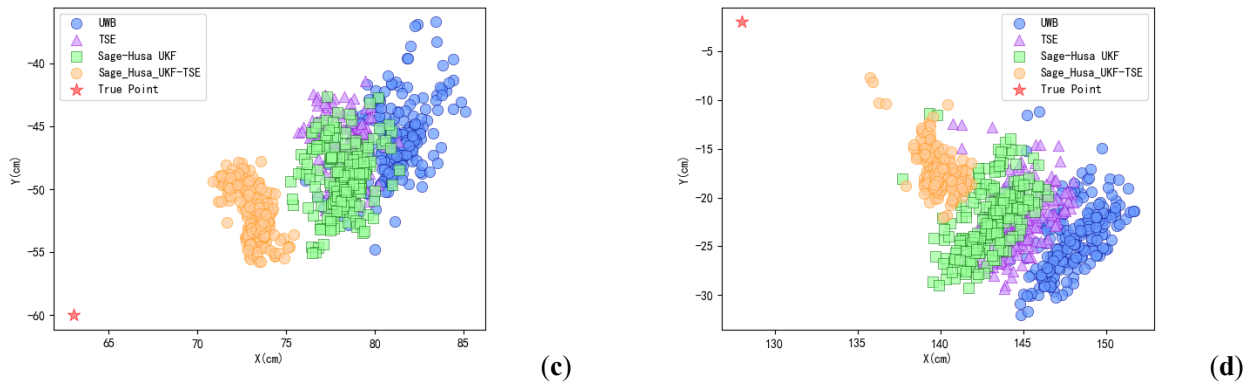 UWB
TSE
Sage-Husa UKF
Sage_Husa_UKF-TSE
True Point
-40
-45
-50
-55
-60
Y(cm)
65
70
75
80
85
X(cm)
(c)
UWB
TSE
Sage-Husa UKF
Sage_Husa_UKF-TSE
True Point
-5
-10
-15
-20
-25
-30
Y(cm)
130
135
140
145
150
X(cm)
(d)